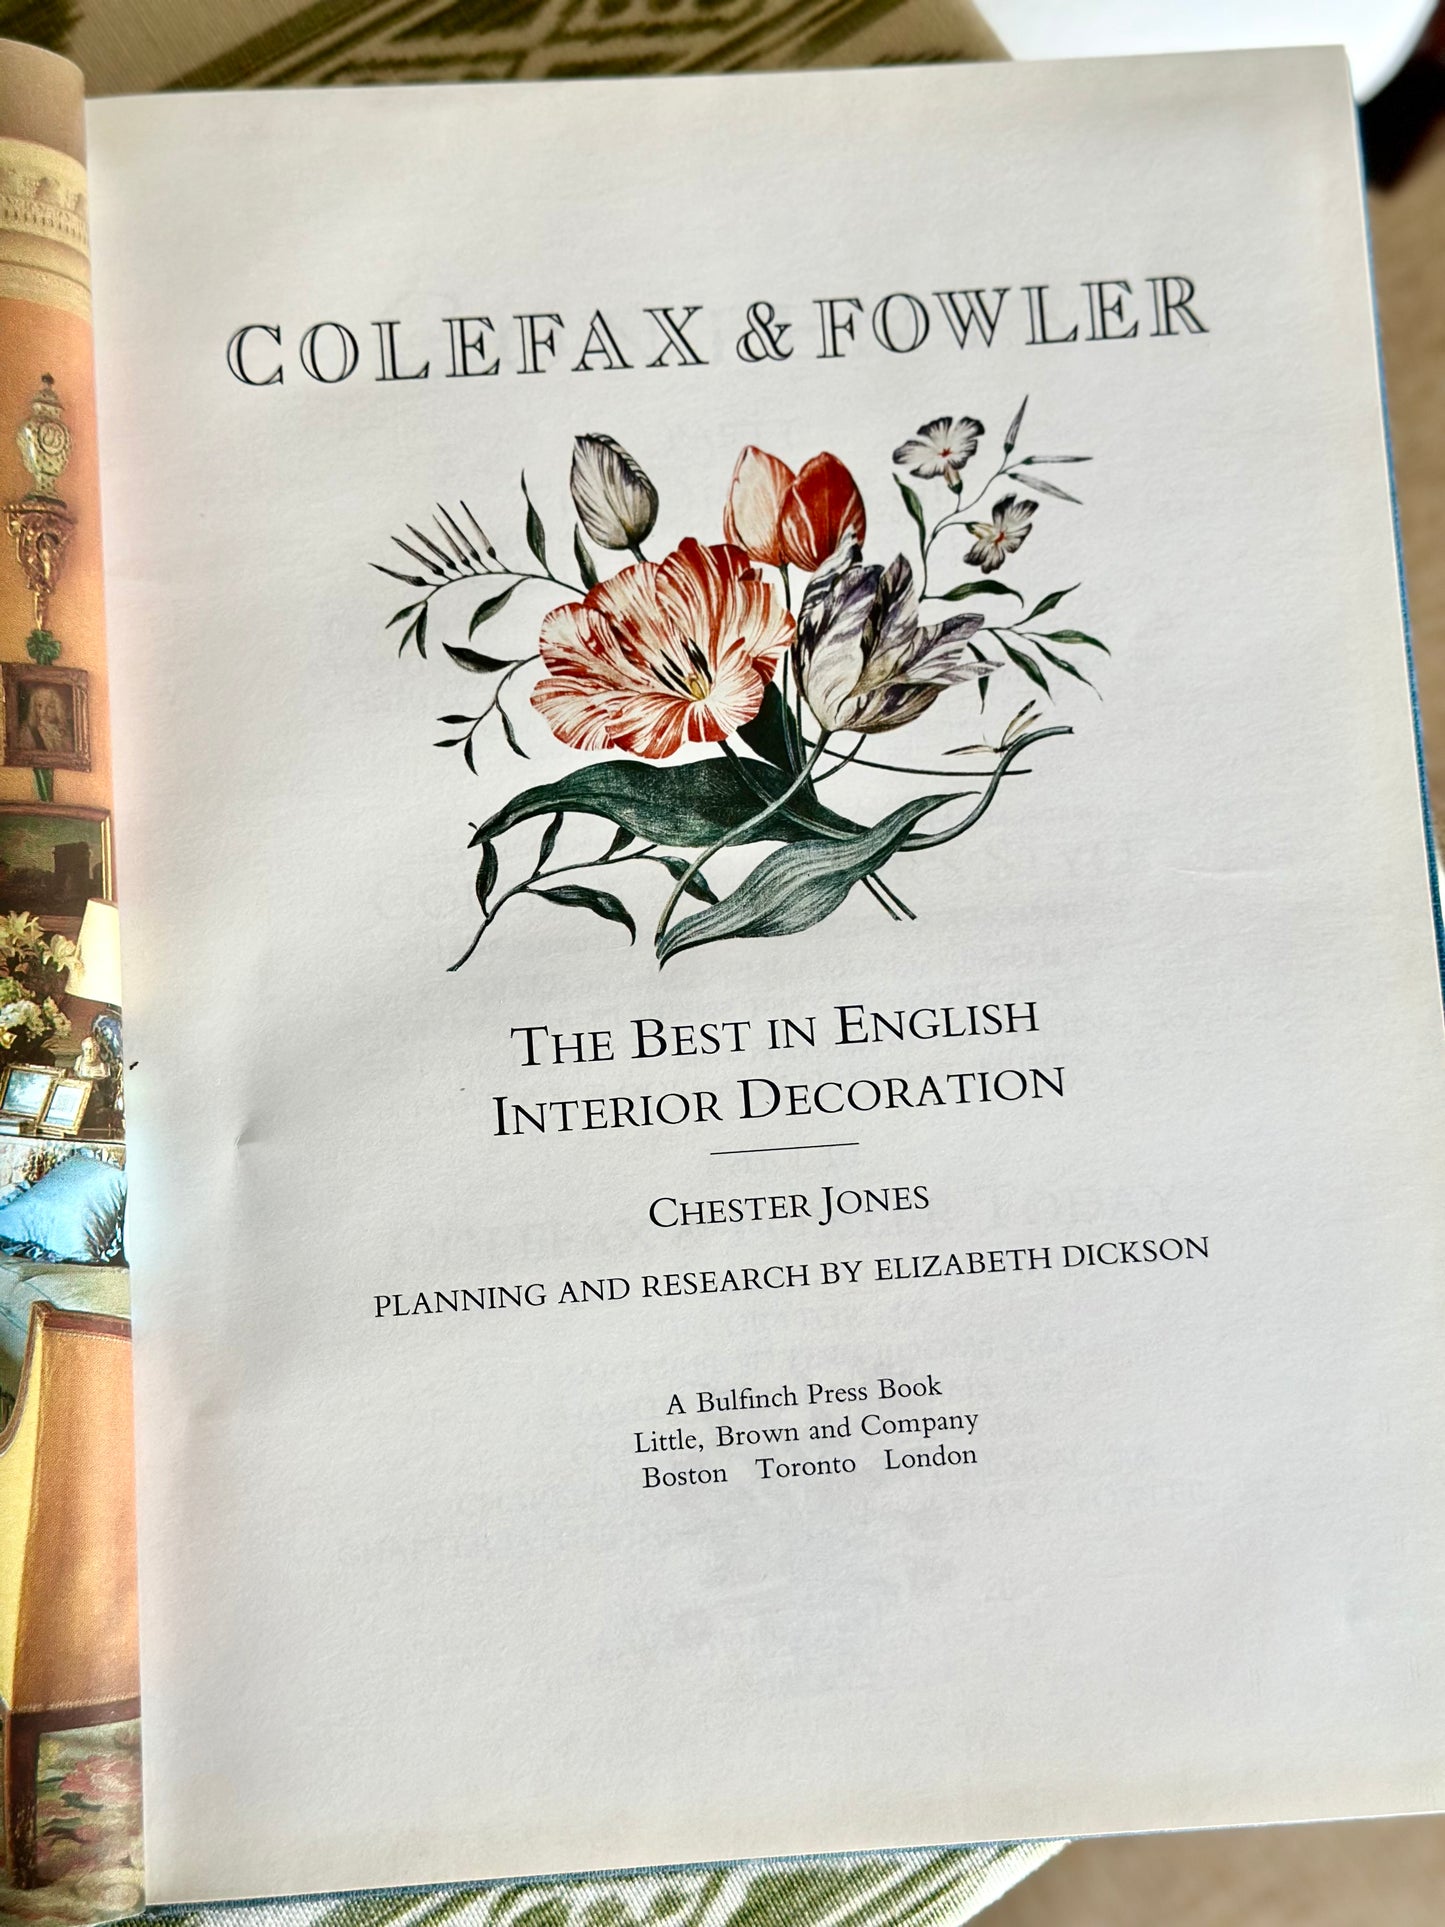 COLEFAX & FOWLER
THE BEST IN ENGLISH
INTERIOR DECORATION
CHESTER JONES
PLANNING AND RESEARCH BY ELIZABETH DICKSON
A Bulfinch Press Book
Little, Brown and Company
Boston Toronto London